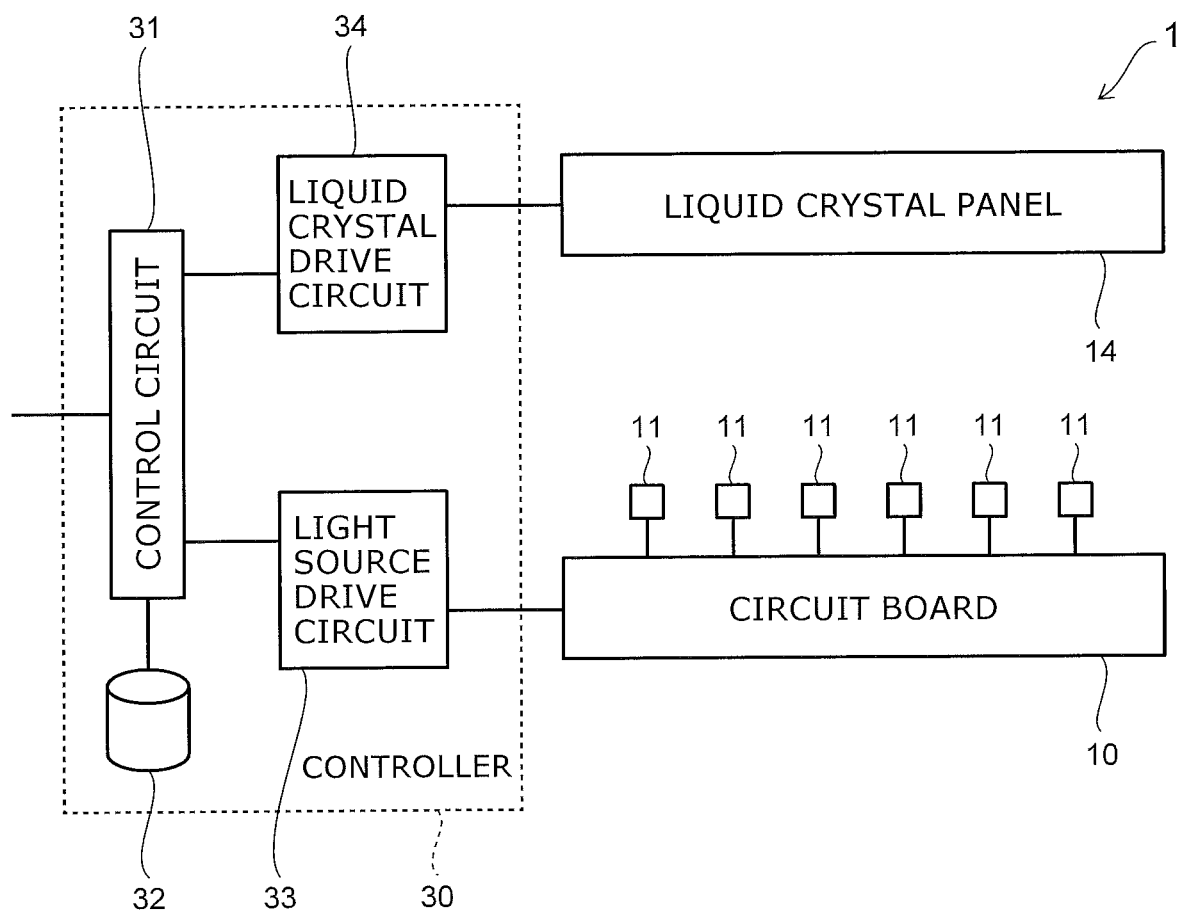 31
34
1
LIQUID
CRYSTAL
DRIVE
CIRCUIT
LIQUID CRYSTAL PANEL
14
CONTROL CIRCUIT
11 11 11 11 11 11
LIGHT
SOURCE
DRIVE
CIRCUIT
CIRCUIT BOARD
10
CONTROLLER
32
33
30